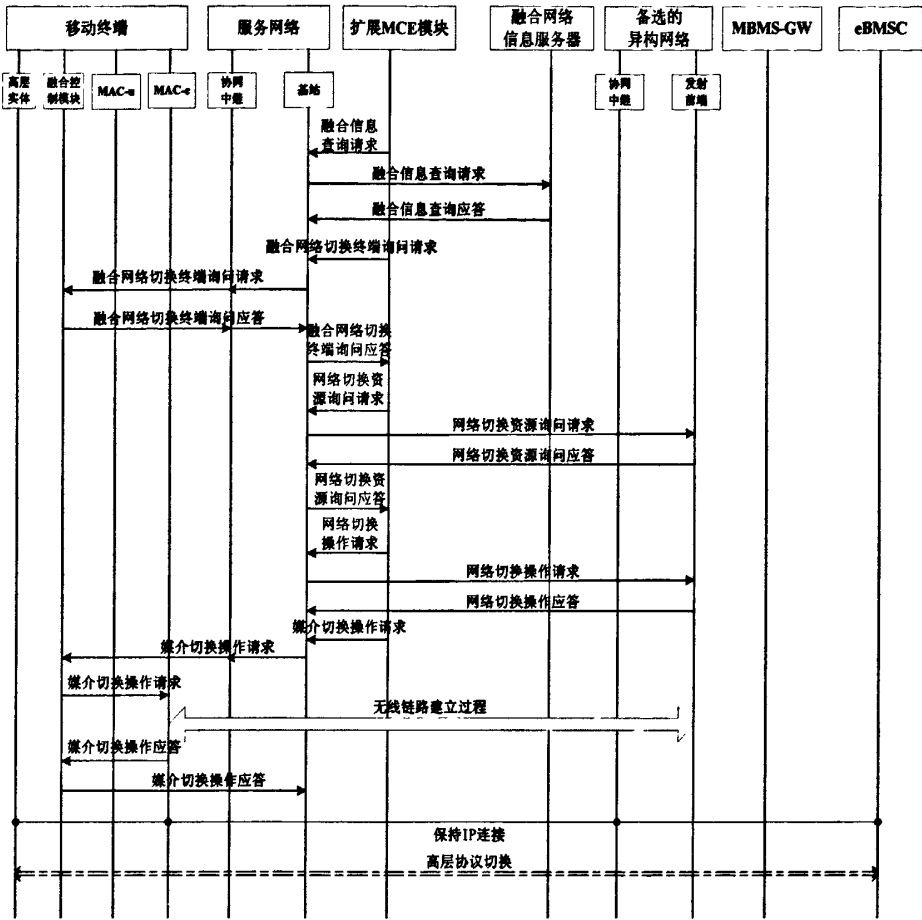 移动终端
服务网络
扩展MCE模块
融合网络
信息服务器
备选的
异构网络
MBMS-GW
eBMSC
高层
实体
融合控
制模块
MAC-u
MAC-c
协同
中继
基站
协同
中继
发射
前端
融合信息
查询请求
融合信息查询请求
融合信息查询应答
融合网络切换终端询问请求
融合网络切换终端询问请求
融合网络切换终端询问应答
融合网络切换
终端询问应答
网络切换资
源询问请求
网络切换资源询问请求
网络切换资源询问应答
网络切换资
源询问应答
网络切换
操作请求
网络切换操作请求
网络切换操作应答
媒介切换操作请求
媒介切换操作请求
媒介切换操作请求
无线链路建立过程
媒介切换操作应答
媒介切换操作应答
保持IP连接
高层协议切换